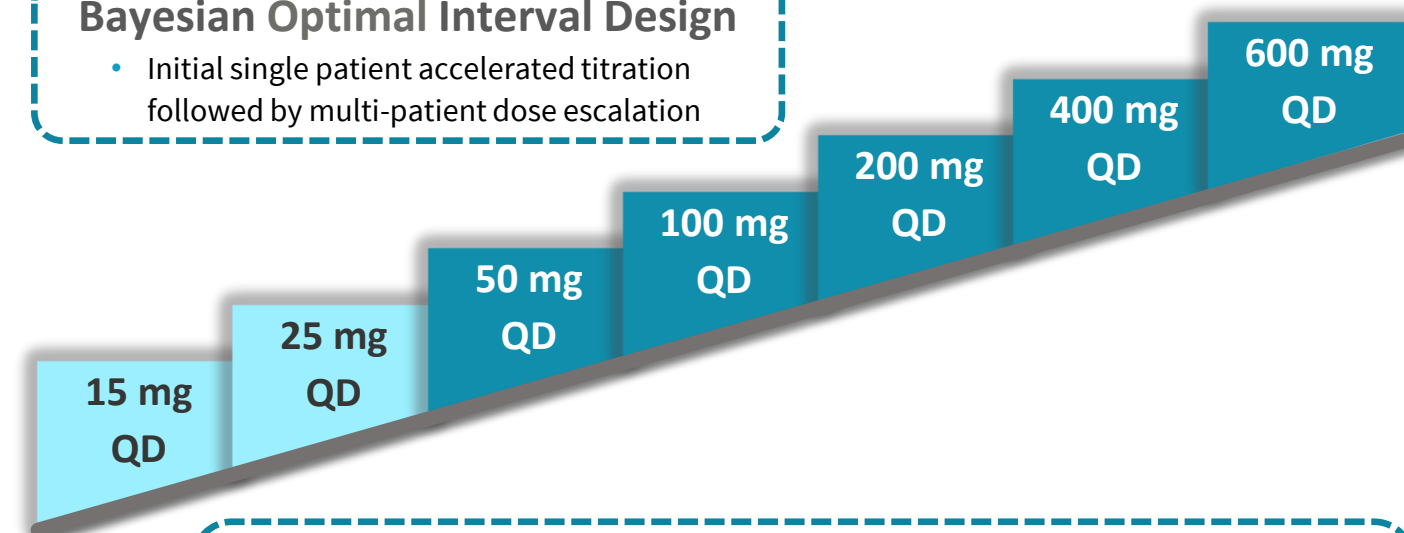 Bayesian Optimal Interval Design
• Initial single patient accelerated titration
followed by multi-patient dose escalation
15 mg
QD
25 mg
QD
50 mg
QD
100 mg
QD
200 mg
QD
400 mg
QD
600 mg
QD